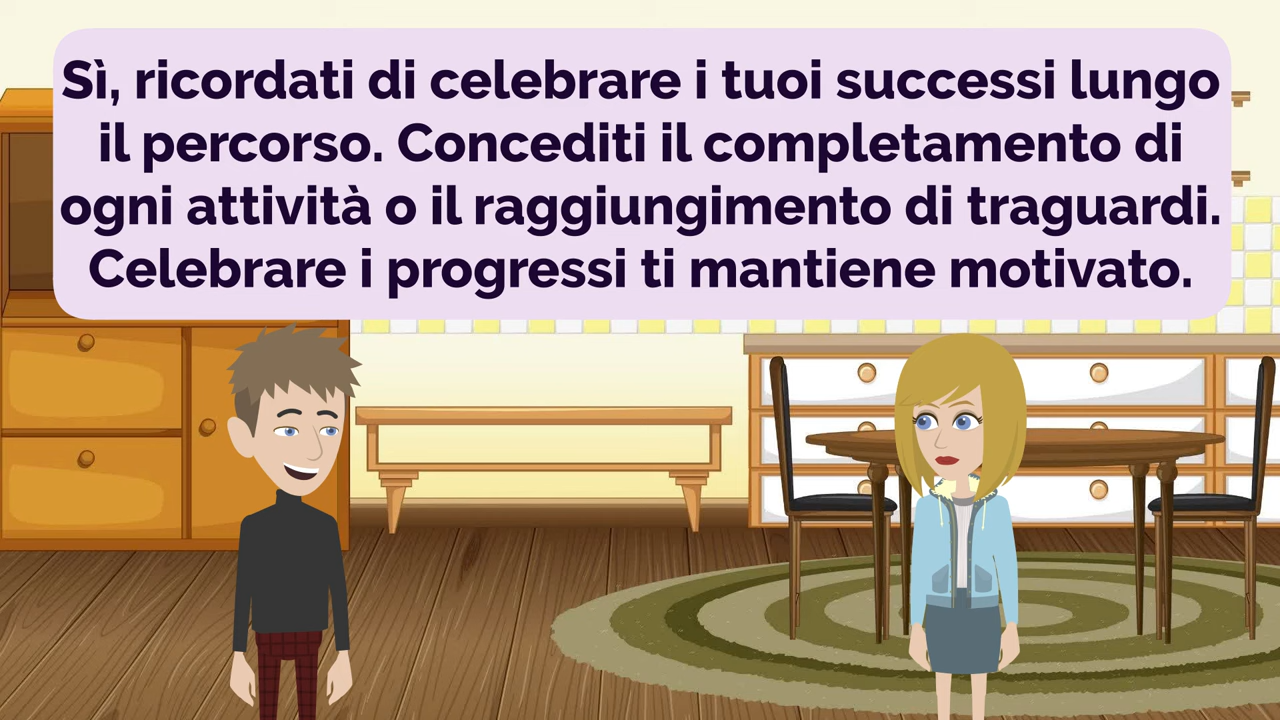 Sì, ricordati di celebrare i tuoi successi lungo
il percorso. Concediti il completamento di
ogni attività o il raggiungimento di traguardi.
Celebrare i progressi ti mantiene motivato.